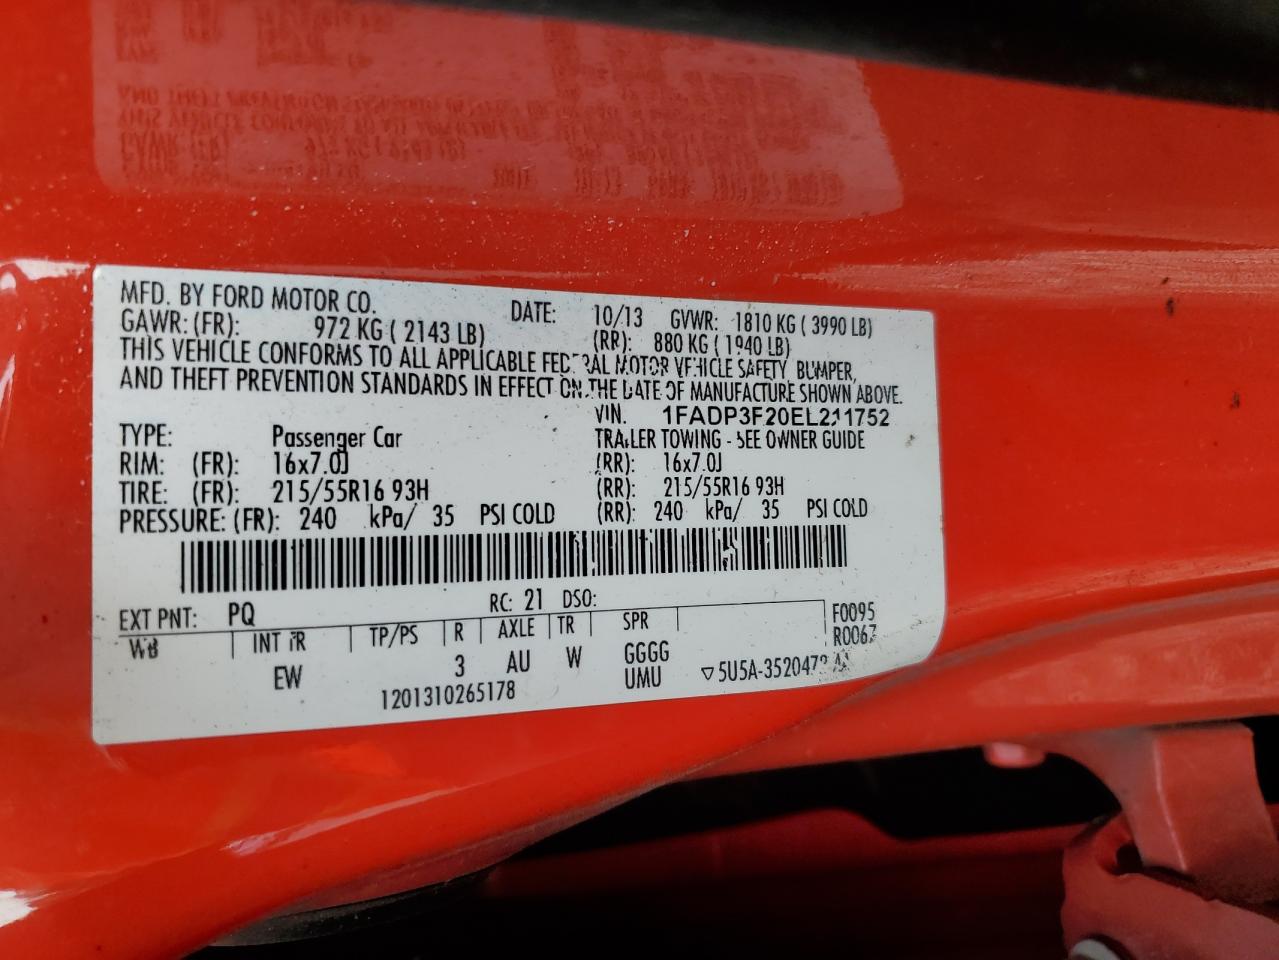 MFD. BY FORD MOTOR CO. DATE: 10/13 GVWR: 1810 KG ( 3990 LB)
GAWR: (FR): 972 KG ( 2143 LB) (RR): 880 KG ( 1940 LB)
THIS VEHICLE CONFORMS TO ALL APPLICABLE FEDERAL MOTOR VEHICLE SAFETY, BUMPER,
AND THEFT PREVENTION STANDARDS IN EFFECT ON THE DATE OF MANUFACTURE SHOWN ABOVE.
VIN: 1FADP3F20EL211752
TYPE: Passenger Car TRAILER TOWING - SEE OWNER GUIDE
RIM: (FR): 16x7.0J (RR): 16x7.0J
TIRE: (FR): 215/55R16 93H (RR): 215/55R16 93H
PRESSURE: (FR): 240 kPa/ 35 PSI COLD (RR): 240 kPa/ 35 PSI COLD
EXT PNT: PQ RC: 21 DSO: F0095
WB INT TR TP/PS R AXLE TR SPR
EW 3 AU W GGGG
UMU
1201310265178